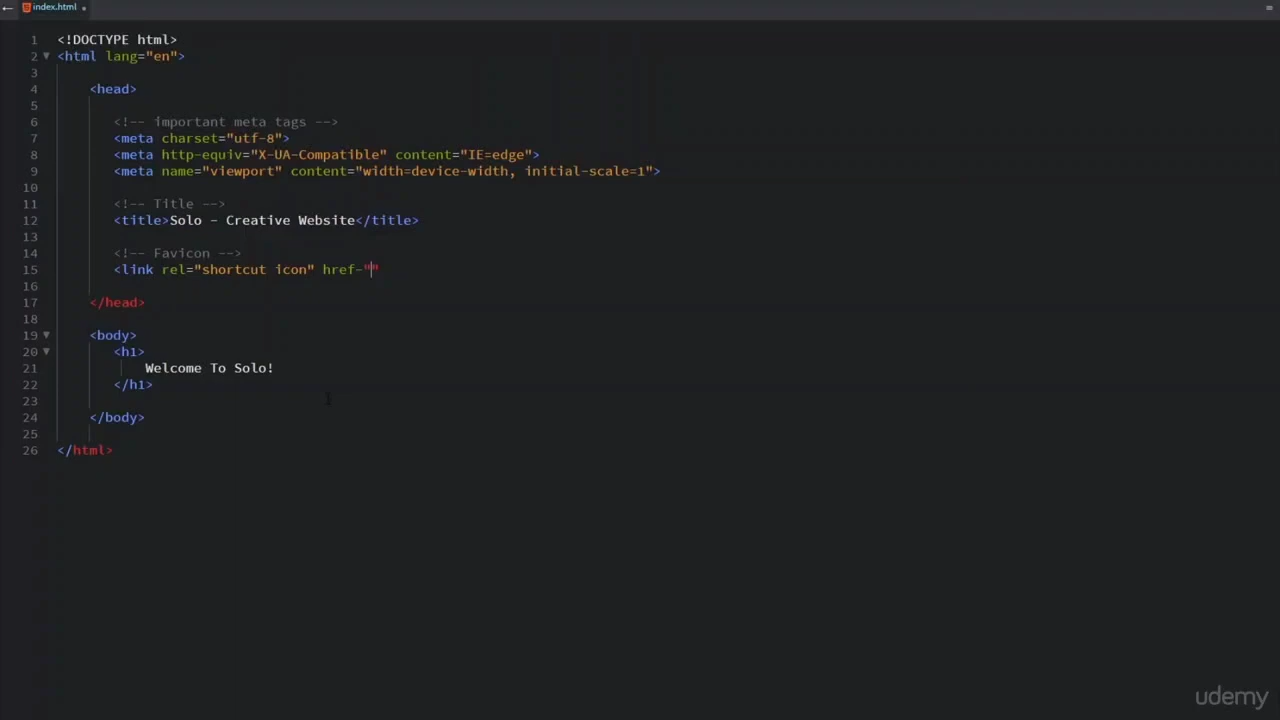 index.html
1 <!DOCTYPE html>
2 <html lang="en">
3
4 <head>
5
6 <!-- important meta tags -->
7 <meta charset="utf-8">
8 <meta http-equiv="X-UA-Compatible" content="IE=edge">
9 <meta name="viewport" content="width=device-width, initial-scale=1">
10
11 <!-- Title -->
12 <title>Solo - Creative Website</title>
13
14 <!-- Favicon -->
15 <link rel="shortcut icon" href-""
16
17 </head>
18
19 <body>
20 <h1>
21 Welcome To Solo!
22 </h1>
23
24 </body>
25
26 </html>
udemy